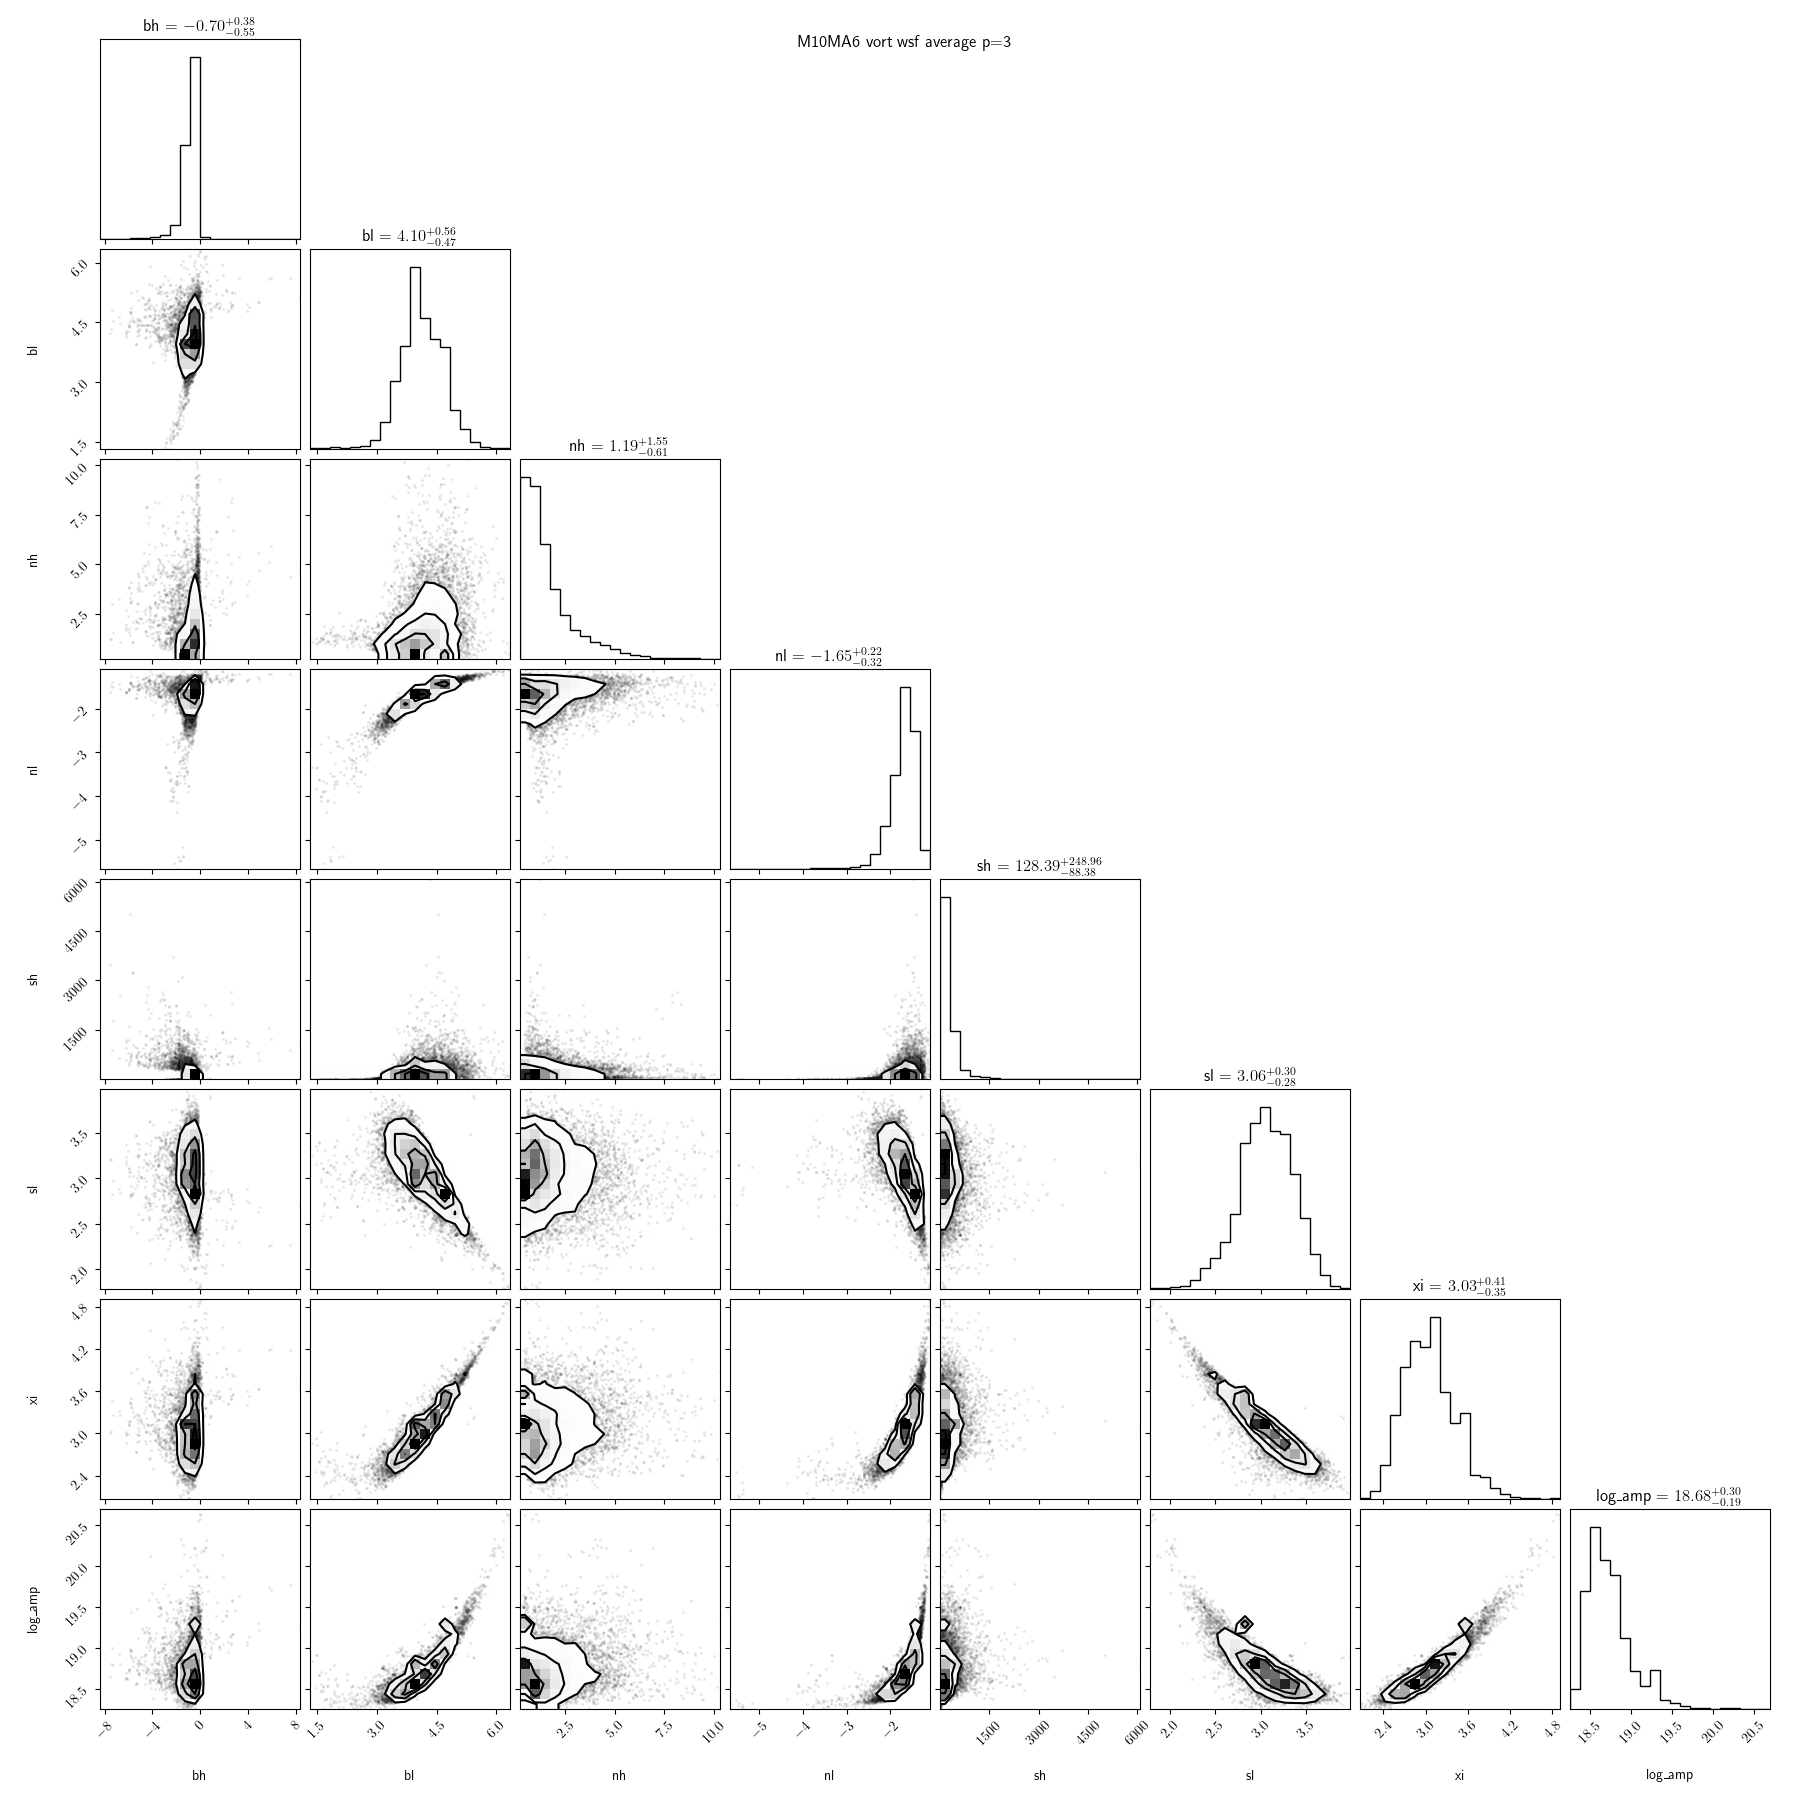 bh = −0.70+0.38−0.55
M10MA6 vort wsf average p=3
bl = 4.10+0.56−0.47
6.0
4.5
bl
3.0
1.5
nh = 1.19+1.55−0.61
10.0
7.5
nh
5.0
2.5
nl = −1.65+0.22−0.32
−2
−3
nl
−4
−5
sh = 128.39+248.96−88.38
6000
4500
sh
3000
1500
sl = 3.06+0.30−0.28
3.5
sl
3.0
2.5
2.0
xi = 3.03+0.41−0.35
4.8
4.2
xi
3.6
3.0
2.4
log_amp = 18.68+0.30−0.19
20.5
20.0
log_amp
19.5
19.0
18.5
−8 −4 0 4 8 1.5 3.0 4.5 6.0 2.5 5.0 7.5 10.0 −5 −4 −3 −2 1500 3000 4500 6000 2.0 2.5 3.0 3.5 2.4 3.0 3.6 4.2 4.8 18.5 19.0 19.5 20.0 20.5
bh bl nh nl sh sl xi log_amp